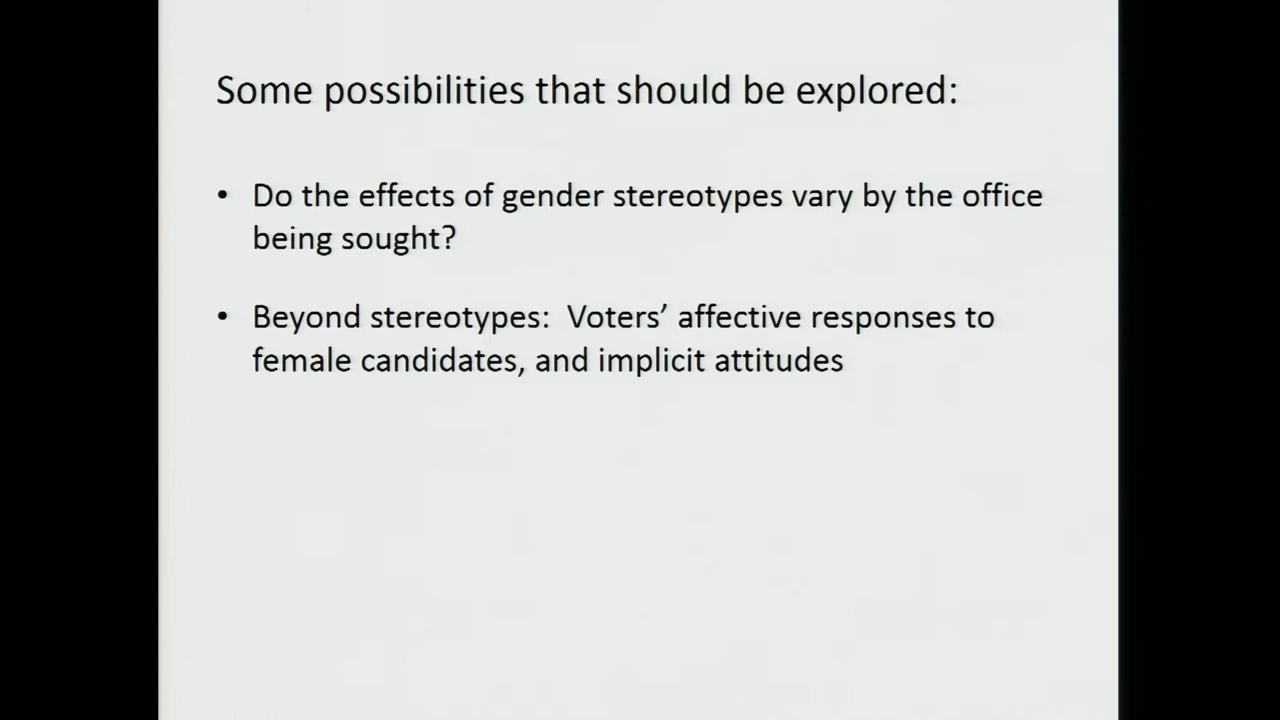 Some possibilities that should be explored:
• Do the effects of gender stereotypes vary by the office
being sought?
• Beyond stereotypes:  Voters’ affective responses to
female candidates, and implicit attitudes